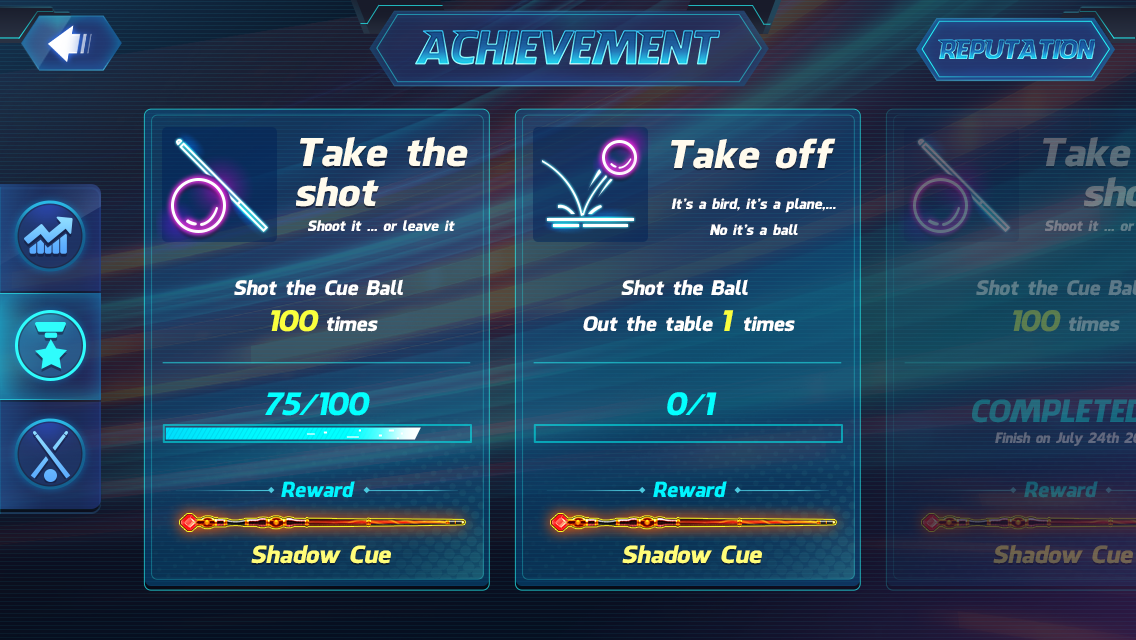 ACHIEVEMENT
REPUTATION
Take the
shot
Shoot it ... or leave it
Shot the Cue Ball
100 times
75/100
Reward
Shadow Cue
Take off
It's a bird, it's a plane,...
No it's a ball
Shot the Ball
Out the table 1 times
0/1
Reward
Shadow Cue
Take
Shoot it ... or
Shot the Cue
100 times
COMPLETED
Finish on July 24th
Reward
Shadow Cue